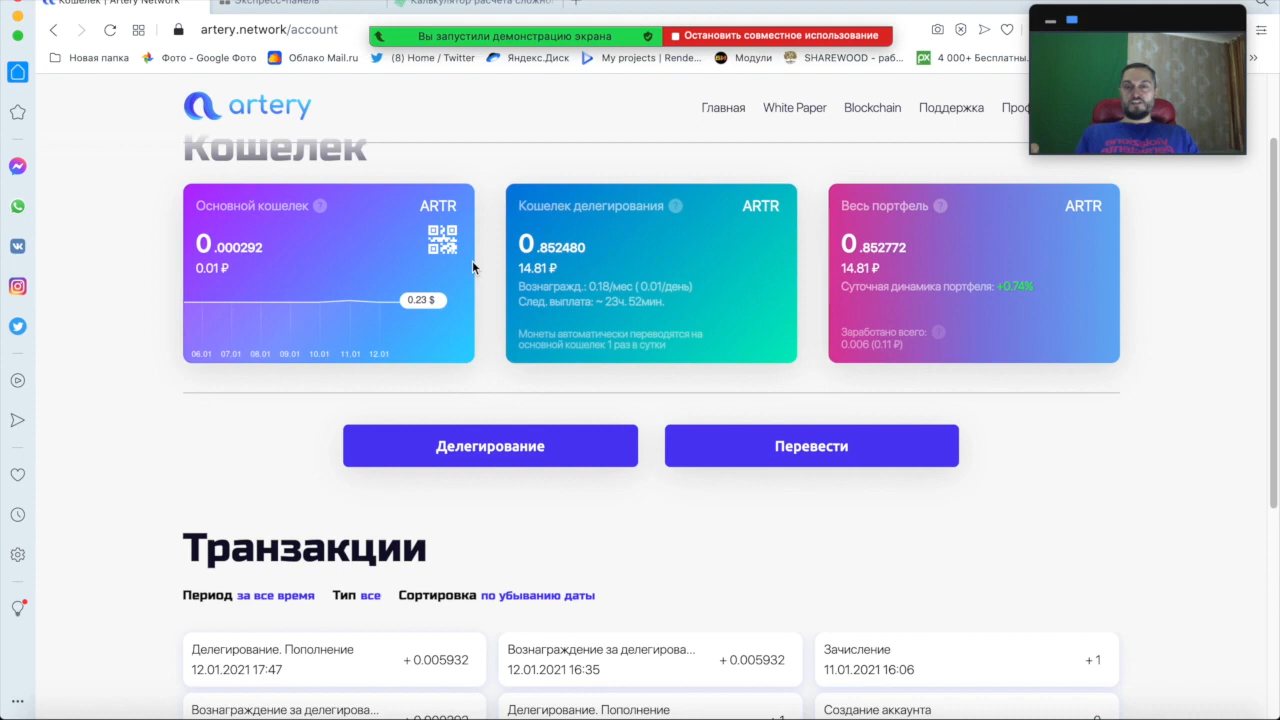 Кошелек | Artery Network
Экспресс-панель
Калькулятор расчета сложно
artery.network/account
Вы запустили демонстрацию экрана
Остановить совместное использование
Новая папка
Фото - Google Фото
Облако Mail.ru
(8) Home / Twitter
Яндекс.Диск
My projects | Rende...
Модули
SHAREWOOD - раб...
4 000+ Бесплатны
artery
Главная
White Paper
Blockchain
Поддержка
Проф
Кошелек
Основной кошелек ?
ARTR
0.000292
0.01 ₽
0.23 $
06.01 07.01 08.01 09.01 10.01 11.01 12.01
Кошелек делегирования ?
ARTR
0.852480
14.81 ₽
Вознагражд.: 0.18/мес ( 0.01/день)
След. выплата: ~ 23ч. 52мин.
Монеты автоматически переводятся на
основной кошелек 1 раз в сутки
Весь портфель ?
ARTR
0.852772
14.81 ₽
Суточная динамика портфеля: +0.74%
Заработано всего: ?
0.006 (0.11 ₽)
Делегирование
Перевести
Транзакции
Период за все время Тип все Сортировка по убыванию даты
Делегирование. Пополнение
12.01.2021 17:47
+ 0.005932
Вознаграждение за делегирова...
12.01.2021 16:35
+ 0.005932
Зачисление
11.01.2021 16:06
+ 1
Вознаграждение за делегирова...
Делегирование. Пополнение
Создание аккаунта